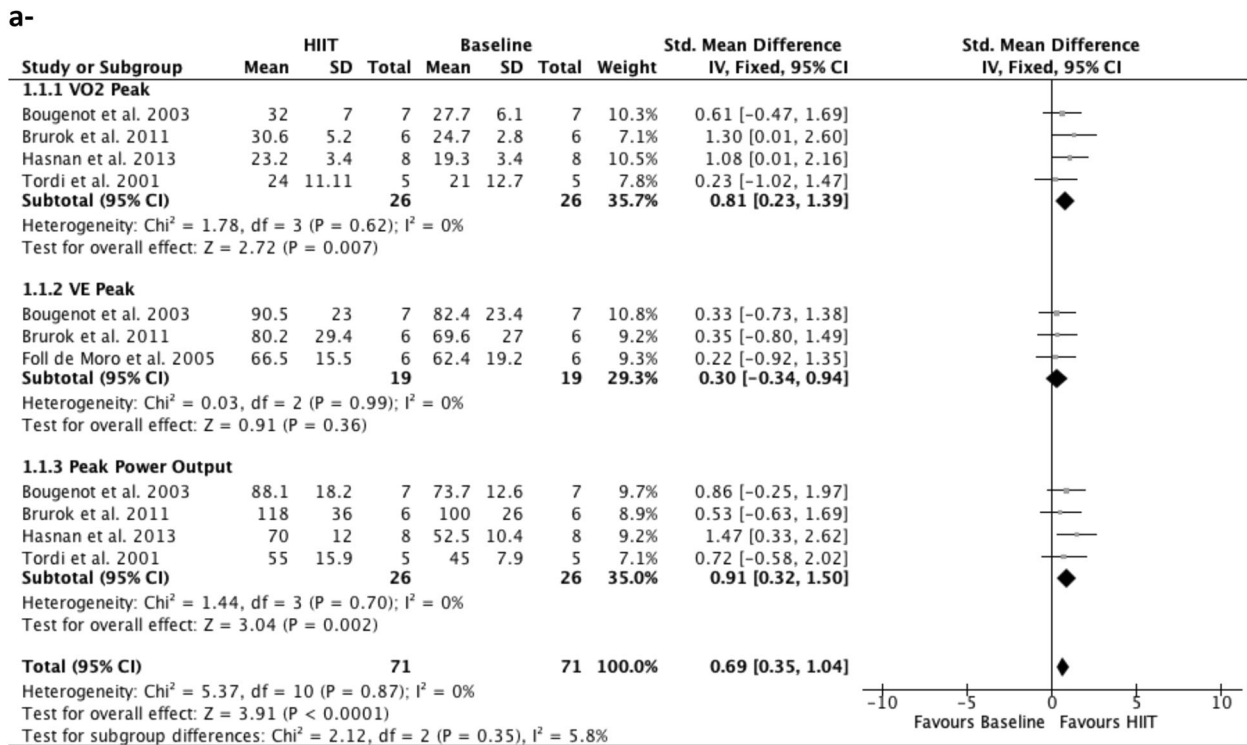 a-
HIIT Baseline Std. Mean Difference Std. Mean Difference
Study or Subgroup Mean SD Total Mean SD Total Weight IV, Fixed, 95% CI IV, Fixed, 95% CI
1.1.1 VO2 Peak
Bougenot et al. 2003 32 7 7 27.7 6.1 7 10.3% 0.61 [-0.47, 1.69]
Brurok et al. 2011 30.6 5.2 6 24.7 2.8 6 7.1% 1.30 [0.01, 2.60]
Hasnan et al. 2013 23.2 3.4 8 19.3 3.4 8 10.5% 1.08 [0.01, 2.16]
Tordi et al. 2001 24 11.11 5 21 12.7 5 7.8% 0.23 [-1.02, 1.47]
Subtotal (95% CI) 26 26 35.7% 0.81 [0.23, 1.39]
Heterogeneity: Chi² = 1.78, df = 3 (P = 0.62); I² = 0%
Test for overall effect: Z = 2.72 (P = 0.007)
1.1.2 VE Peak
Bougenot et al. 2003 90.5 23 7 82.4 23.4 7 10.8% 0.33 [-0.73, 1.38]
Brurok et al. 2011 80.2 29.4 6 69.6 27 6 9.2% 0.35 [-0.80, 1.49]
Foll de Moro et al. 2005 66.5 15.5 6 62.4 19.2 6 9.3% 0.22 [-0.92, 1.35]
Subtotal (95% CI) 19 19 29.3% 0.30 [-0.34, 0.94]
Heterogeneity: Chi² = 0.03, df = 2 (P = 0.99); I² = 0%
Test for overall effect: Z = 0.91 (P = 0.36)
1.1.3 Peak Power Output
Bougenot et al. 2003 88.1 18.2 7 73.7 12.6 7 9.7% 0.86 [-0.25, 1.97]
Brurok et al. 2011 118 36 6 100 26 6 8.9% 0.53 [-0.63, 1.69]
Hasnan et al. 2013 70 12 8 52.5 10.4 8 9.2% 1.47 [0.33, 2.62]
Tordi et al. 2001 55 15.9 5 45 7.9 5 7.1% 0.72 [-0.58, 2.02]
Subtotal (95% CI) 26 26 35.0% 0.91 [0.32, 1.50]
Heterogeneity: Chi² = 1.44, df = 3 (P = 0.70); I² = 0%
Test for overall effect: Z = 3.04 (P = 0.002)
Total (95% CI) 71 71 100.0% 0.69 [0.35, 1.04]
Heterogeneity: Chi² = 5.37, df = 10 (P = 0.87); I² = 0%
Test for overall effect: Z = 3.91 (P < 0.0001)
Test for subgroup differences: Chi² = 2.12, df = 2 (P = 0.35), I² = 5.8%
-10 -5 0 5 10
Favours Baseline Favours HIIT